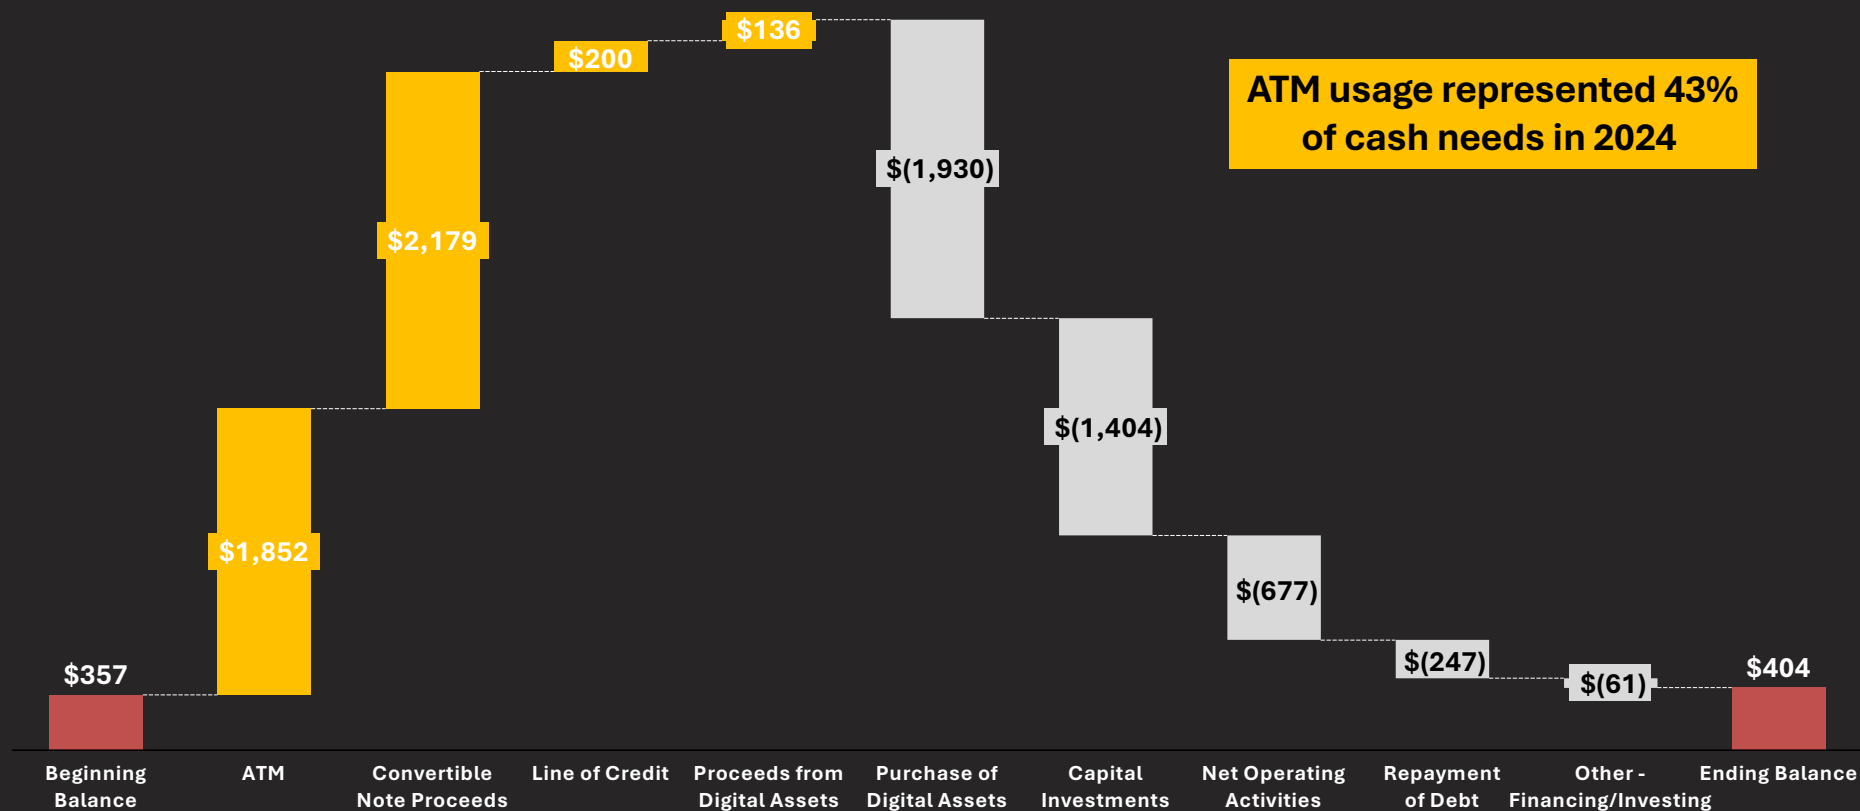 $136
$200
ATM usage represented 43%
of cash needs in 2024
$(1,930)
$2,179
$(1,404)
$1,852
$(677)
$357
$(247)
$(61)
$404
Beginning
Balance
ATM
Convertible
Note Proceeds
Line of Credit
Proceeds from
Digital Assets
Purchase of
Digital Assets
Capital
Investments
Net Operating
Activities
Repayment
of Debt
Other -
Financing/Investing
Ending Balance